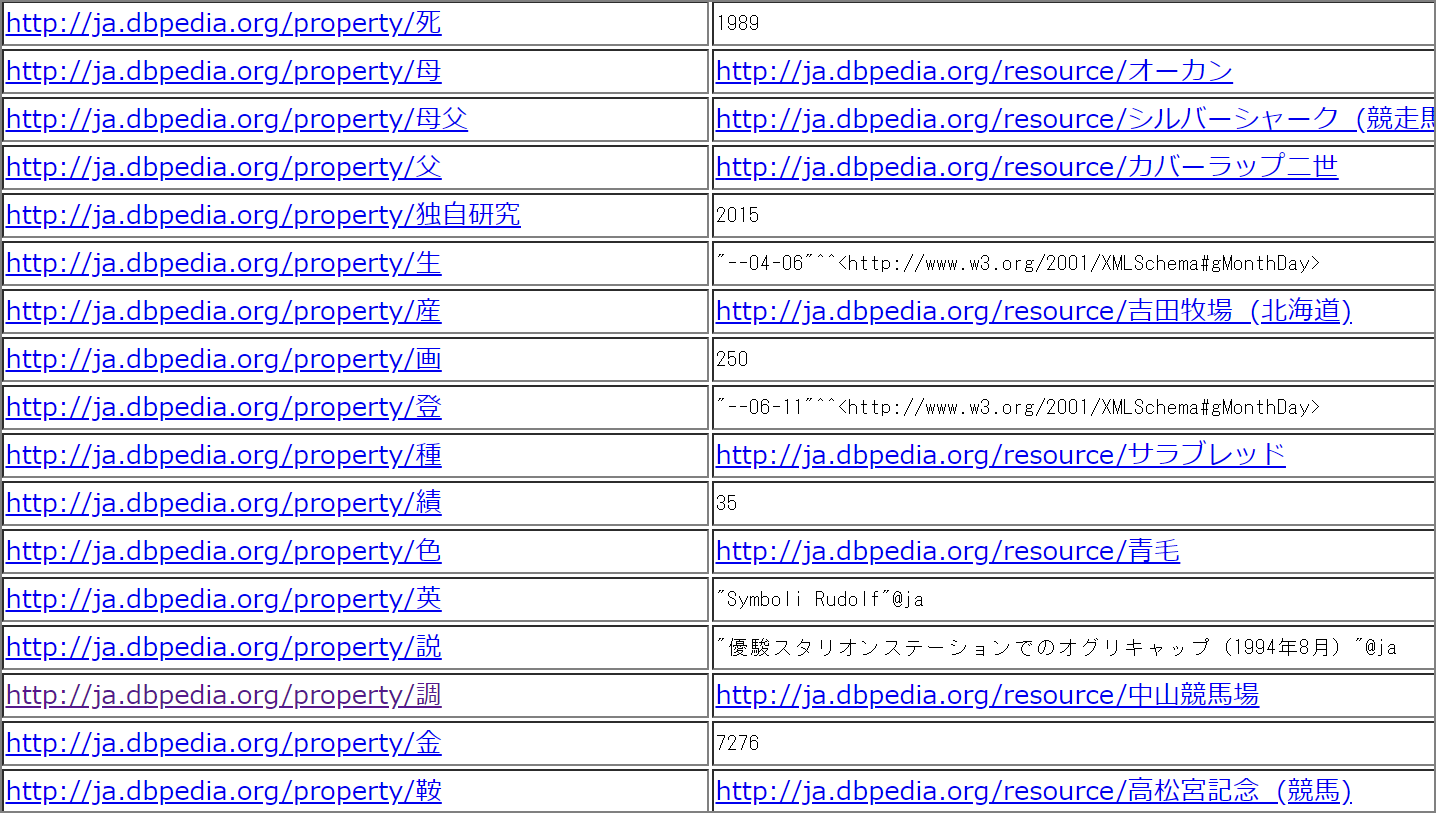 http://ja.dbpedia.org/property/死 1989
http://ja.dbpedia.org/property/母 http://ja.dbpedia.org/resource/オーカン
http://ja.dbpedia.org/property/母父 http://ja.dbpedia.org/resource/シルバーシャーク_(競走馬
http://ja.dbpedia.org/property/父 http://ja.dbpedia.org/resource/カバーラップ二世
http://ja.dbpedia.org/property/独自研究 2015
http://ja.dbpedia.org/property/生 "--04-06"^^<http://www.w3.org/2001/XMLSchema#gMonthDay>
http://ja.dbpedia.org/property/産 http://ja.dbpedia.org/resource/吉田牧場_(北海道)
http://ja.dbpedia.org/property/画 250
http://ja.dbpedia.org/property/登 "--06-11"^^<http://www.w3.org/2001/XMLSchema#gMonthDay>
http://ja.dbpedia.org/property/種 http://ja.dbpedia.org/resource/サラブレッド
http://ja.dbpedia.org/property/績 35
http://ja.dbpedia.org/property/色 http://ja.dbpedia.org/resource/青毛
http://ja.dbpedia.org/property/英 "Symboli Rudolf"@ja
http://ja.dbpedia.org/property/説 "優駿スタリオンステーションでのオグリキャップ（1994年8月）"@ja
http://ja.dbpedia.org/property/調 http://ja.dbpedia.org/resource/中山競馬場
http://ja.dbpedia.org/property/金 7276
http://ja.dbpedia.org/property/鞍 http://ja.dbpedia.org/resource/高松宮記念_(競馬)